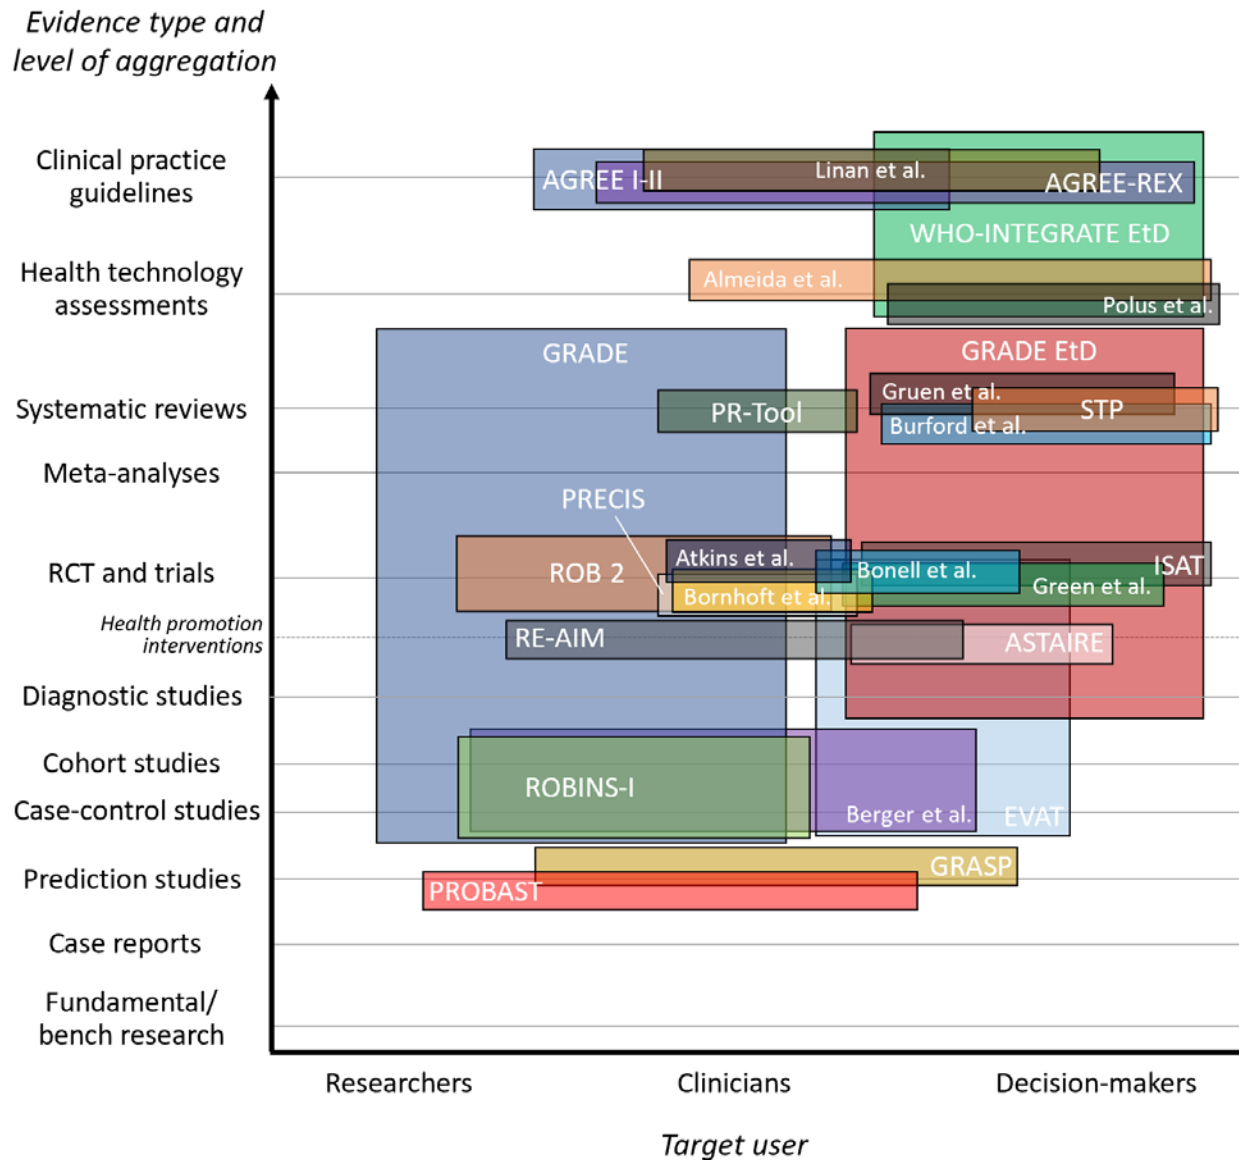 Evidence type and
level of aggregation
Clinical practice
guidelines
AGREE I-II
Linan et al.
AGREE-REX
WHO-INTEGRATE EtD
Health technology
assessments
Almeida et al.
Polus et al.
GRADE
GRADE EtD
Systematic reviews
PR-Tool
Gruen et al.
STP
Burford et al.
Meta-analyses
PRECIS
RCT and trials
ROB 2
Atkins et al.
Bonell et al.
ISAT
Bornhoft et al.
Green et al.
Health promotion
interventions
RE-AIM
ASTAIRE
Diagnostic studies
Cohort studies
ROBINS-I
Case-control studies
Berger et al.
EVAT
Prediction studies
GRASP
PROBAST
Case reports
Fundamental/
bench research
Researchers
Clinicians
Decision-makers
Target user